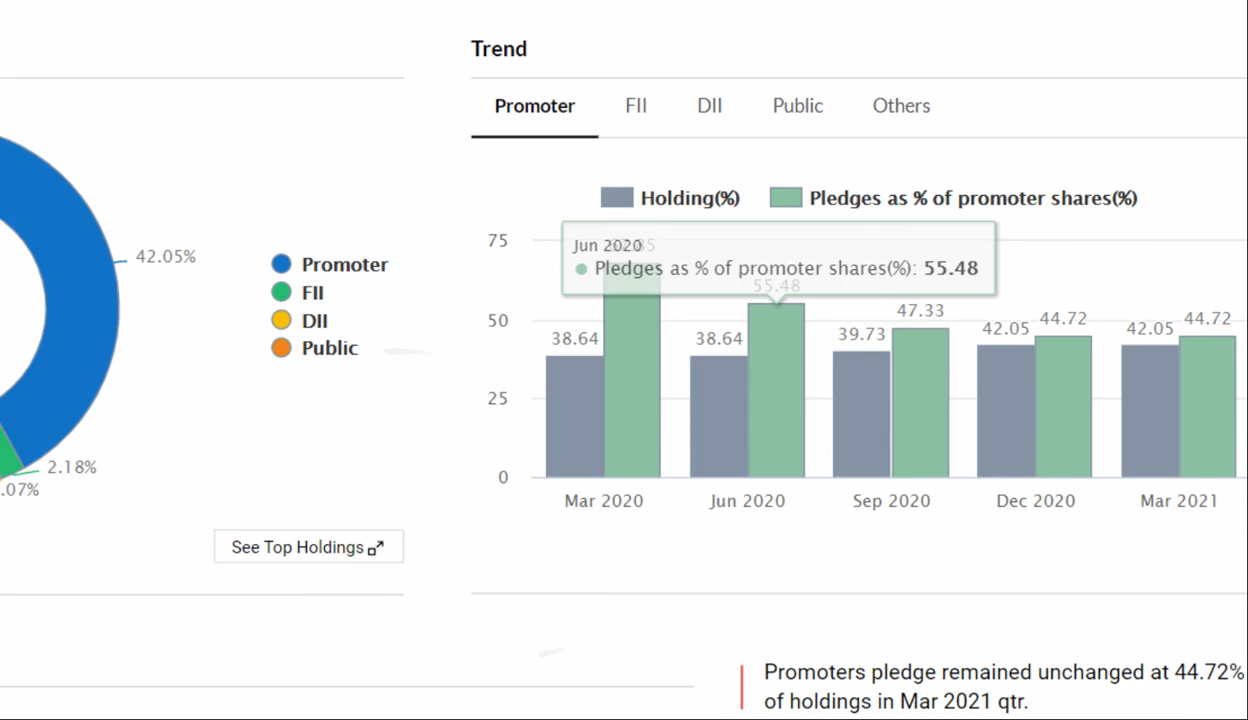 Trend
Promoter FII DII Public Others
Holding(%) Pledges as % of promoter shares(%)
Jun 2020
Pledges as % of promoter shares(%): 55.48
75
50
25
0
55.48
38.64
38.64
39.73
47.33
42.05
44.72
42.05
44.72
Mar 2020
Jun 2020
Sep 2020
Dec 2020
Mar 2021
42.05%
Promoter
FII
DII
Public
2.18%
.07%
See Top Holdings
Promoters pledge remained unchanged at 44.72%
of holdings in Mar 2021 qtr.